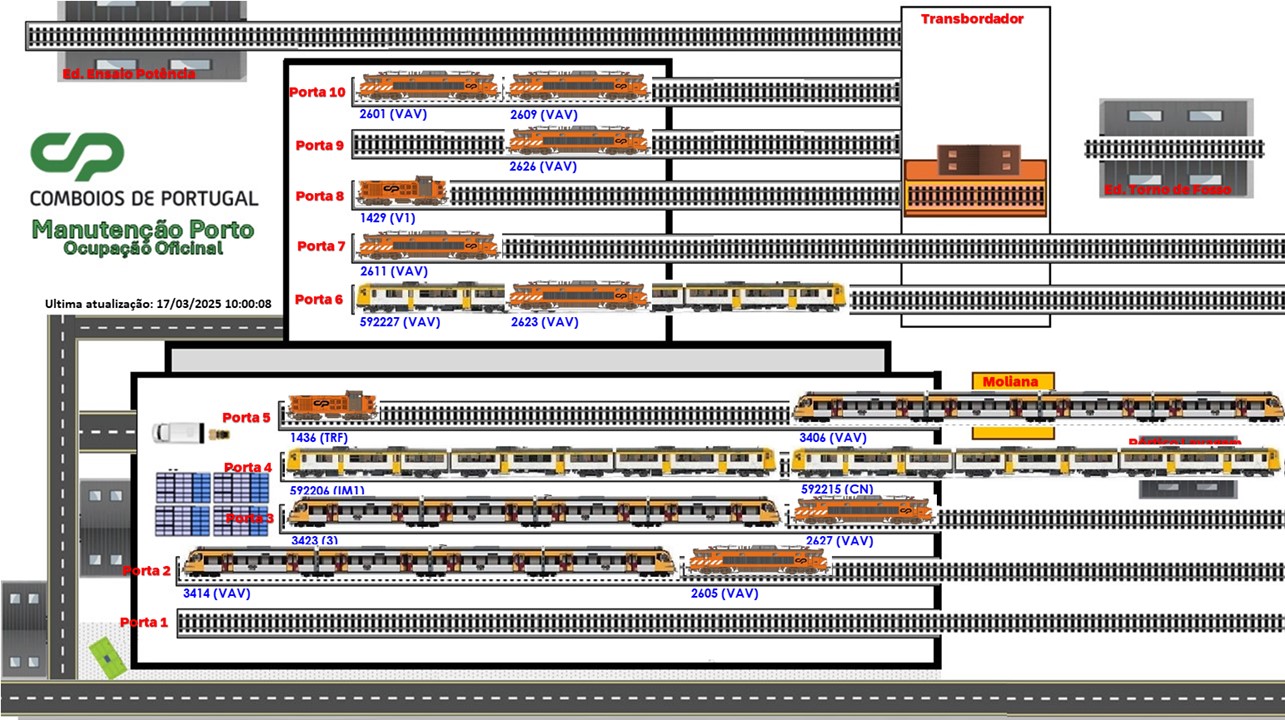 Transbordador
Ed. Ensaio Potência
Porta 10
2601 (VAV)
2609 (VAV)
Porta 9
2626 (VAV)
CP
COMBOIOS DE PORTUGAL
Manutenção Porto
Ocupação Oficinal
Porta 8
1429 (V1)
Ed. Torno de Fosso
Porta 7
2611 (VAV)
Ultima atualização: 17/03/2025 10:00:08
Porta 6
592227 (VAV)
2623 (VAV)
Moliana
Porta 5
1436 (TRF)
3406 (VAV)
Porta 4
592206 (IM1)
592215 (CN)
Porta 3
3423 (3)
2627 (VAV)
Porta 2
3414 (VAV)
2605 (VAV)
Porta 1